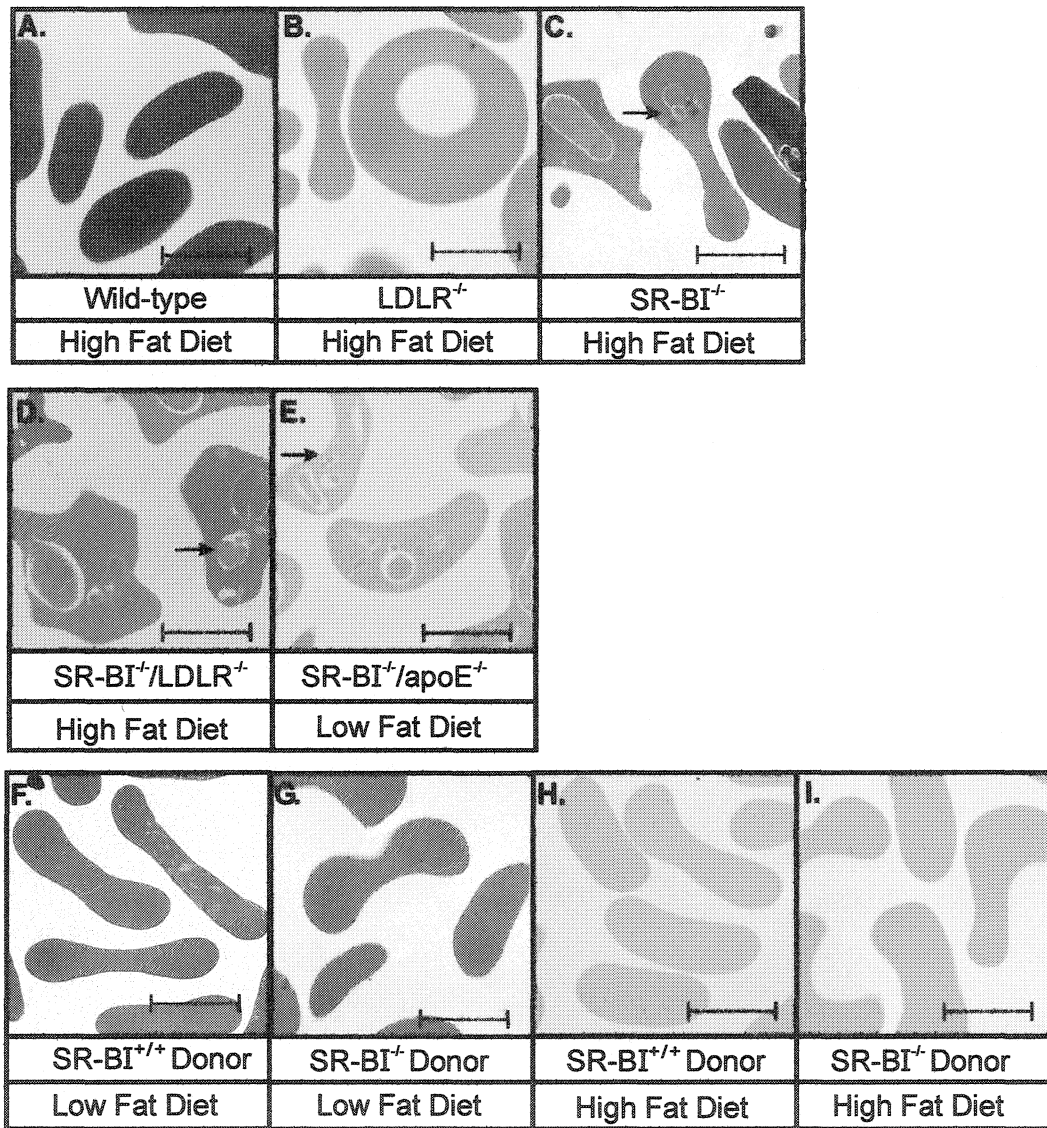 A. B. C.
Wild-type LDLR-/- SR-BI-/-
High Fat Diet High Fat Diet High Fat Diet
D. E.
SR-BI-/-/LDLR-/- SR-BI-/-/apoE-/-
High Fat Diet Low Fat Diet
F. G. H. I.
SR-BI+/+ Donor SR-BI-/- Donor SR-BI+/+ Donor SR-BI-/- Donor
Low Fat Diet Low Fat Diet High Fat Diet High Fat Diet